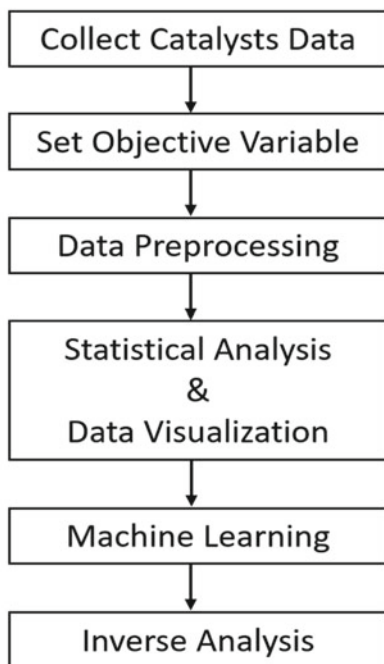 Collect Catalysts Data
Set Objective Variable
Data Preprocessing
Statistical Analysis
&
Data Visualization
Machine Learning
Inverse Analysis